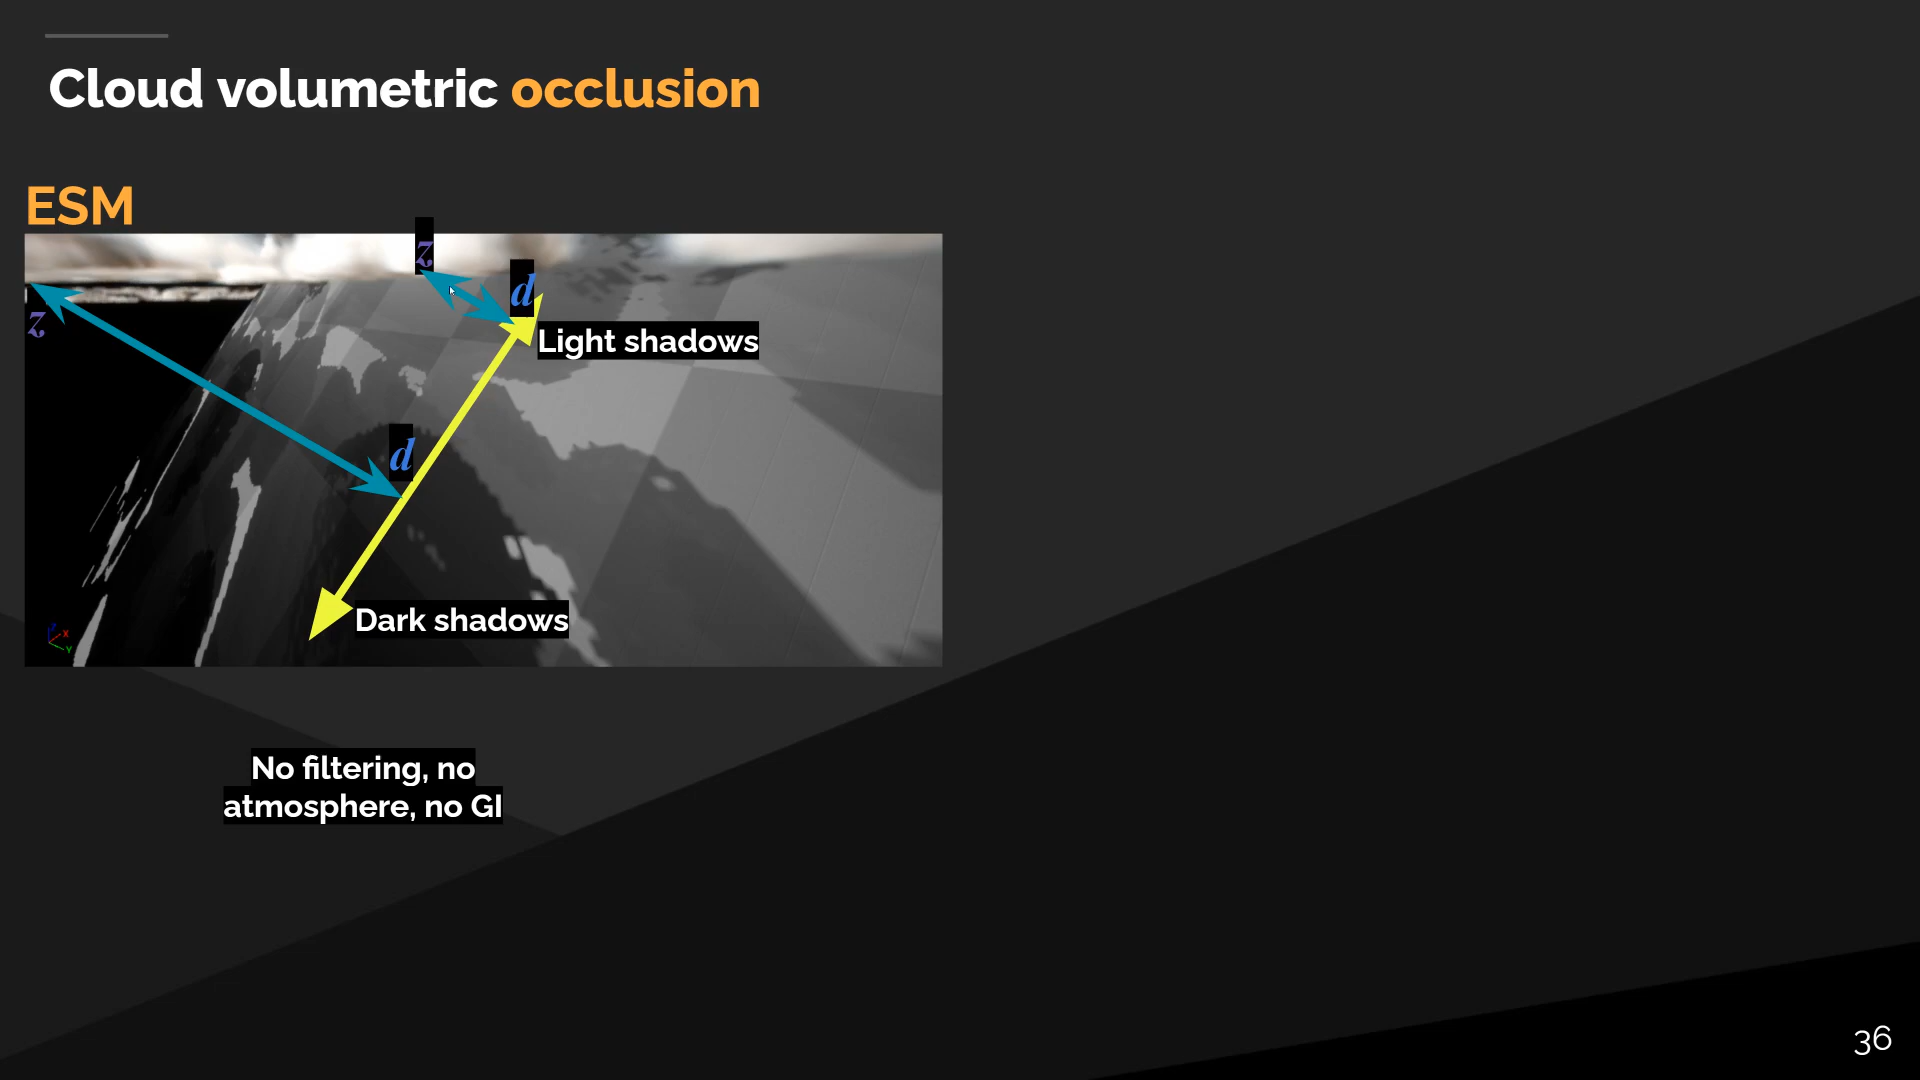 Cloud volumetric occlusion
ESM
z
d
z
Light shadows
d
Dark shadows
X
Y
No filtering, no
atmosphere, no GI
36